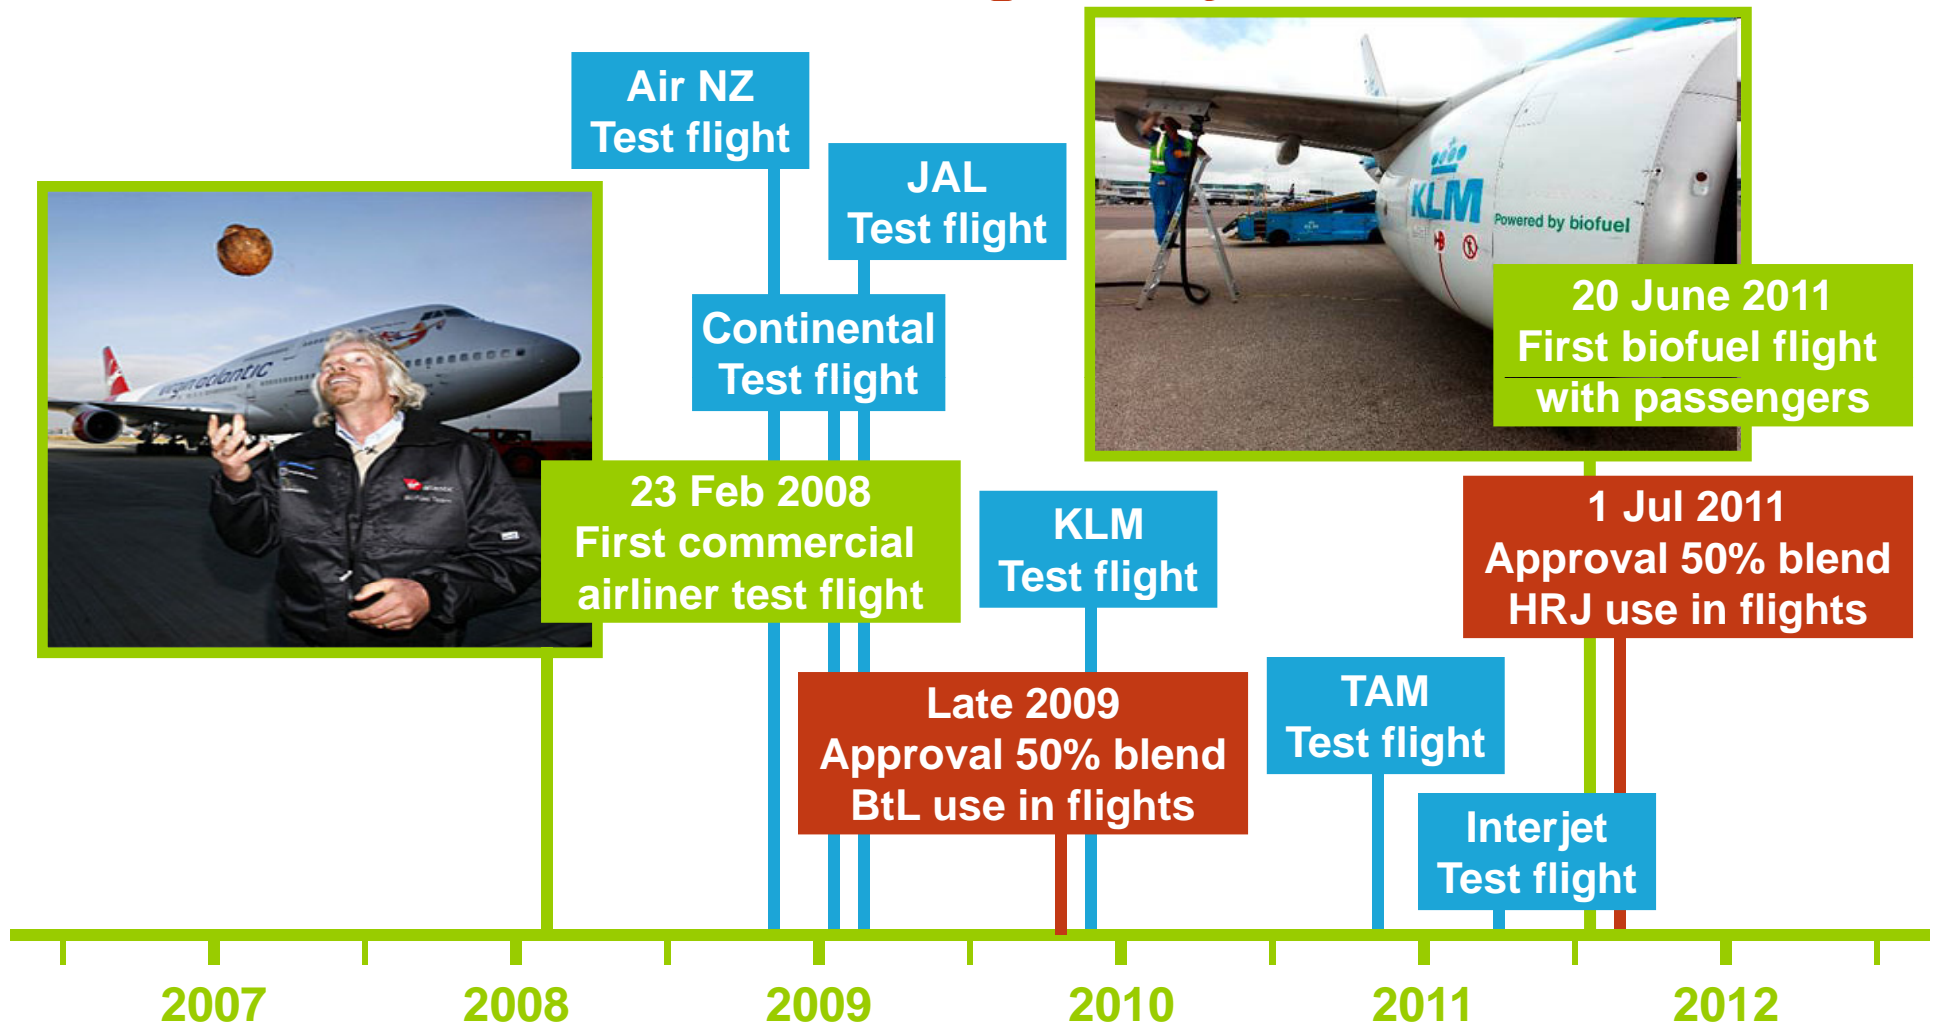 Air NZ
Test flight
JAL
Test flight
Continental
Test flight
virgin atlantic
atlantic
23 Feb 2008
First commercial
airliner test flight
KLM
Powered by biofuel
20 June 2011
First biofuel flight
with passengers
KLM
Test flight
1 Jul 2011
Approval 50% blend
HRJ use in flights
Late 2009
Approval 50% blend
BtL use in flights
TAM
Test flight
Interjet
Test flight
2007
2008
2009
2010
2011
2012